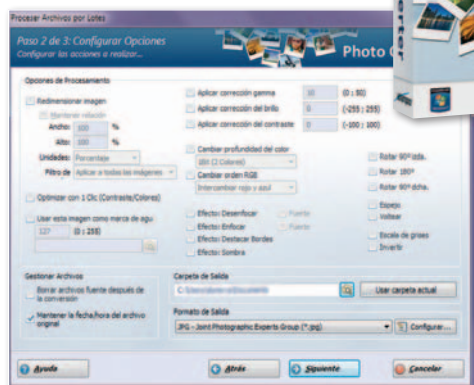 Procesar Archivos por Lotes
Paso 2 de 3: Configurar Opciones
Configurar las acciones a realizar...
Photo
Opciones de Procesamiento
Redimensionar imagen
Mantener relación
Ancho: 100 %
Alto: 100 %
Unidades: Porcentaje
Filtro de Aplicar a todas las imágenes
Optimizar con 1 Clic (Contraste/Colores)
Usar esta imagen como marca de agu
127 (0 : 255)
Aplicar corrección gamma 10 (0 : 50)
Aplicar corrección del brillo 0 (-255 : 255)
Aplicar corrección del contraste 0 (-100 : 100)
Cambiar profundidad del color
1Bit (2 Colores)
Cambiar orden RGB
Intercambiar rojo y azul
Efecto: Desenfocar Fuerte
Efecto: Enfocar Fuerte
Efecto: Destacar Bordes
Efecto: Sombra
Rotar 90º izda.
Rotar 180º
Rotar 90º dcha.
Espejo
Voltear
Escala de grises
Invertir
Gestionar Archivos
Borrar archivos fuente después de
la conversión
Mantener la fecha/hora del archivo
original
Carpeta de Salida
Usar carpeta actual
Formato de Salida
JPG - Joint Photographic Experts Group (*.jpg)
Configurar...
Ayuda
Atrás
Siguiente
Cancelar